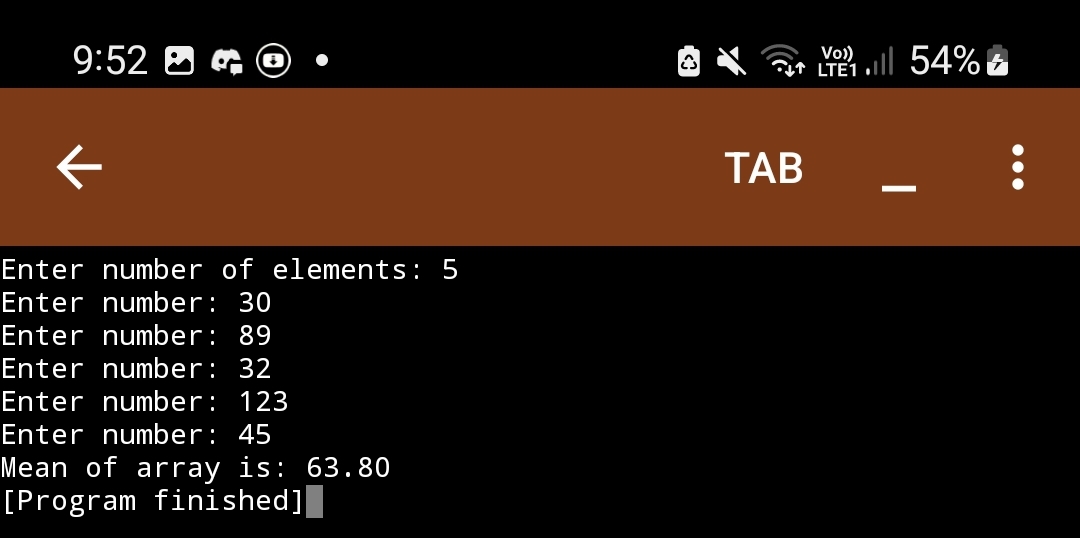 9:52 Vo)) LTE1 54%
TAB
Enter number of elements: 5
Enter number: 30
Enter number: 89
Enter number: 32
Enter number: 123
Enter number: 45
Mean of array is: 63.80
[Program finished]